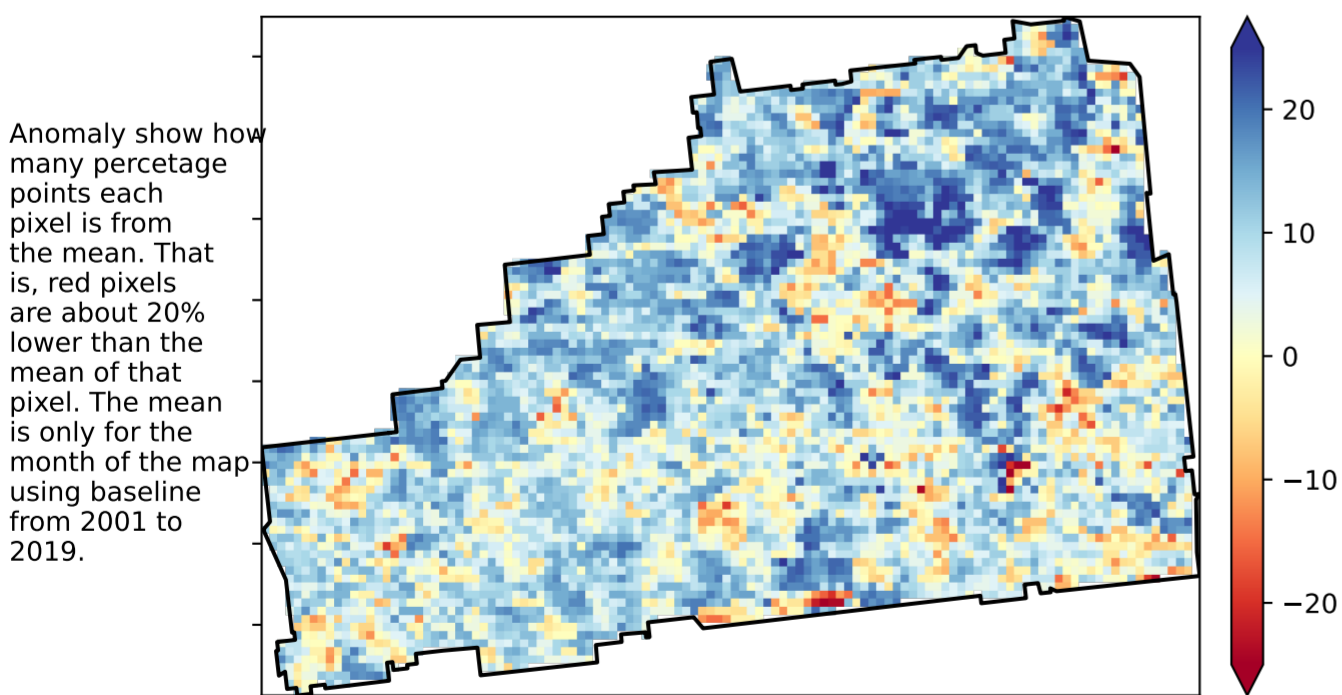 Anomaly show how
many percetage
points each
pixel is from
the mean. That
is, red pixels
are about 20%
lower than the
mean of that
pixel. The mean
is only for the
month of the map
using baseline
from 2001 to
2019.
20
10
0
−10
−20